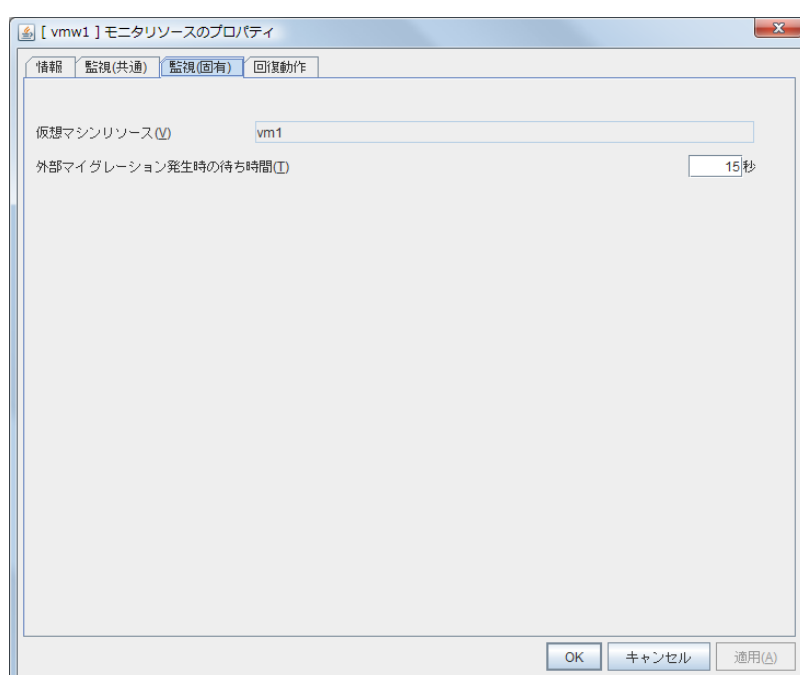 [ vmw1 ] モニタリソースのプロパティ
情報 監視(共通) 監視(固有) 回復動作
仮想マシンリソース(V) vm1
外部マイグレーション発生時の待ち時間(T) 15 秒
OK キャンセル 適用(A)